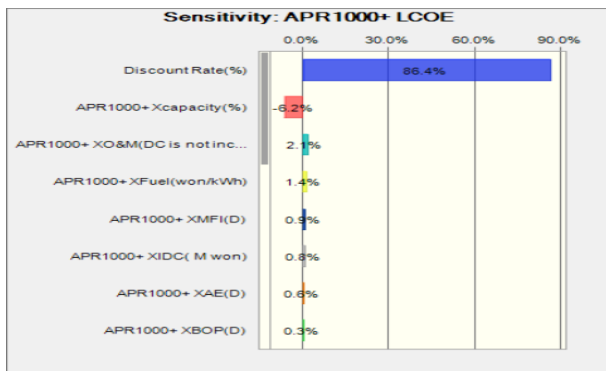 Sensitivity: APR1000+ LCOE
0.0% 30.0% 60.0% 90.0%
Discount Rate(%) 86.4%
APR1000+ Xcapacity(%) -6.2%
APR1000+ XO&M(DC is not inc... 2.1%
APR1000+ XFuel(won/kWh) 1.4%
APR1000+ XMFI(D) 0.9%
APR1000+ XIDC( M won) 0.8%
APR1000+ XAE(D) 0.6%
APR1000+ XBOP(D) 0.3%